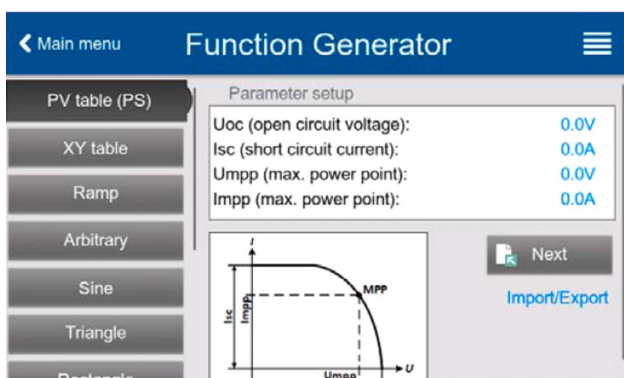 Main menu
Function Generator
PV table (PS)
XY table
Ramp
Arbitrary
Sine
Triangle
Rectangle
Parameter setup
Uoc (open circuit voltage): 0.0V
Isc (short circuit current): 0.0A
Umpp (max. power point): 0.0V
Impp (max. power point): 0.0A
I
Isc
Impp
MPP
Umpp
U
Next
Import/Export